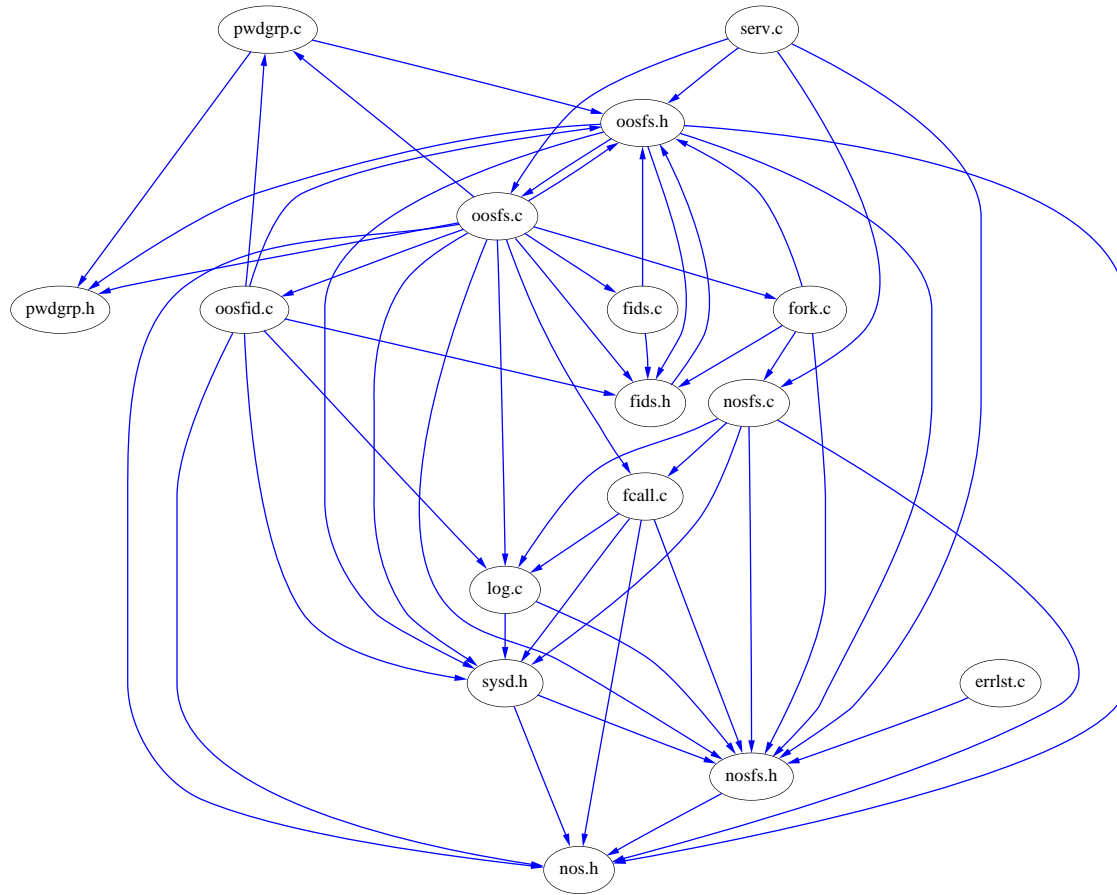 pwdgrp.c
serv.c
oosfs.h
oosfs.c
pwdgrp.h
oosfid.c
fids.c
fork.c
fids.h
nosfs.c
fcall.c
log.c
sysd.h
errlst.c
nosfs.h
nos.h